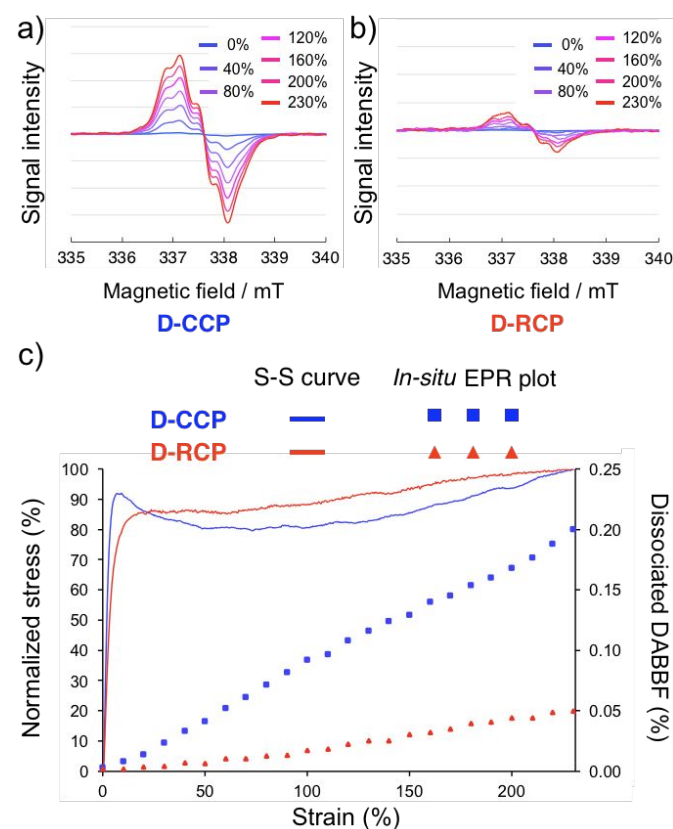 a)
Signal intensity
0%
40%
80%
120%
160%
200%
230%
335 336 337 338 339 340
Magnetic field / mT
D-CCP
b)
Signal intensity
0%
40%
80%
120%
160%
200%
230%
335 336 337 338 339 340
Magnetic field / mT
D-RCP
c)
S-S curve In-situ EPR plot
D-CCP
D-RCP
Normalized stress (%)
100
90
80
70
60
50
40
30
20
10
0
0.25
0.20
0.15
0.10
0.05
0.00
Dissociated DABBF (%)
0 50 100 150 200
Strain (%)